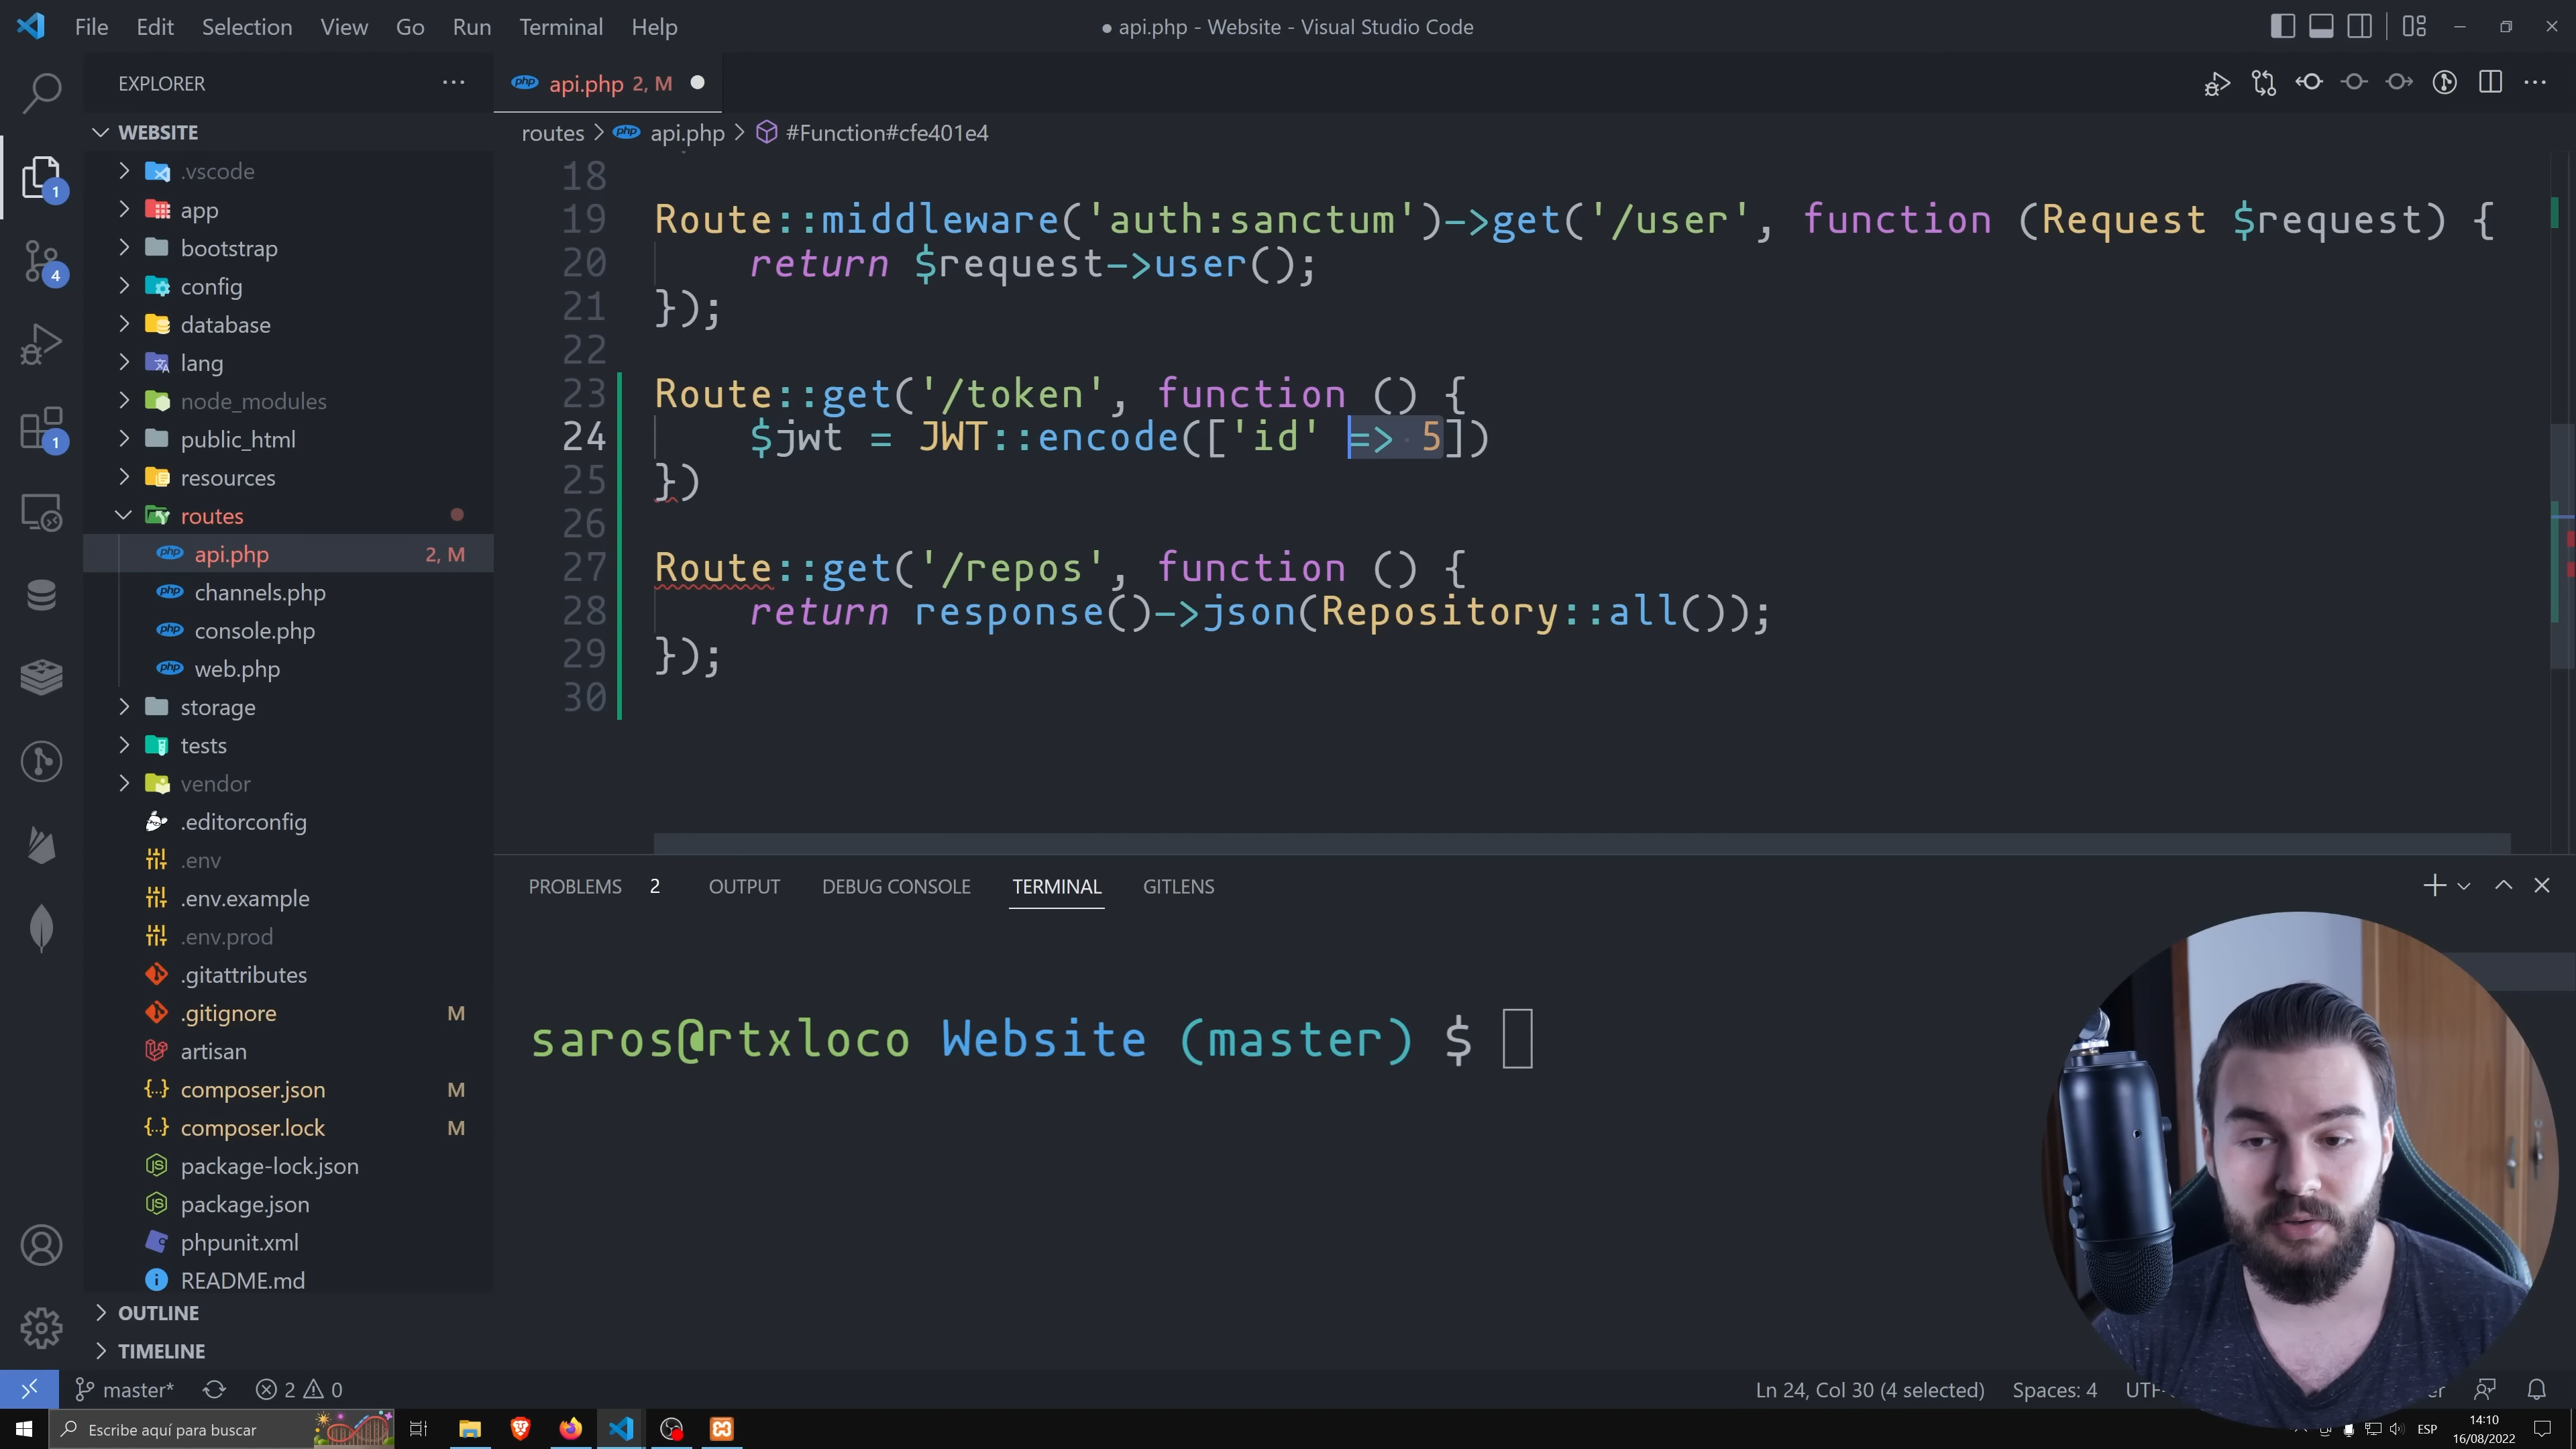 File Edit Selection View Go Run Terminal Help
● api.php - Website - Visual Studio Code
EXPLORER
WEBSITE
.vscode
app
bootstrap
config
database
lang
node_modules
public_html
resources
routes
api.php 2, M
channels.php
console.php
web.php
storage
tests
vendor
.editorconfig
.env
.env.example
.env.prod
.gitattributes
.gitignore M
artisan
composer.json M
composer.lock M
package-lock.json
package.json
phpunit.xml
README.md
OUTLINE
TIMELINE
1
4
1
php api.php 2, M
routes > php api.php > #Function#cfe401e4
18
19 Route::middleware('auth:sanctum')->get('/user', function (Request $request) {
20 return $request->user();
21 });
22
23 Route::get('/token', function () {
24 $jwt = JWT::encode(['id' => 5])
25 })
26
27 Route::get('/repos', function () {
28 return response()->json(Repository::all());
29 });
30
PROBLEMS 2 OUTPUT DEBUG CONSOLE TERMINAL GITLENS
saros@rtxloco Website (master) $
master* 2 0
Ln 24, Col 30 (4 selected) Spaces: 4
Escribe aquí para buscar
ESP
14:10
16/08/2022